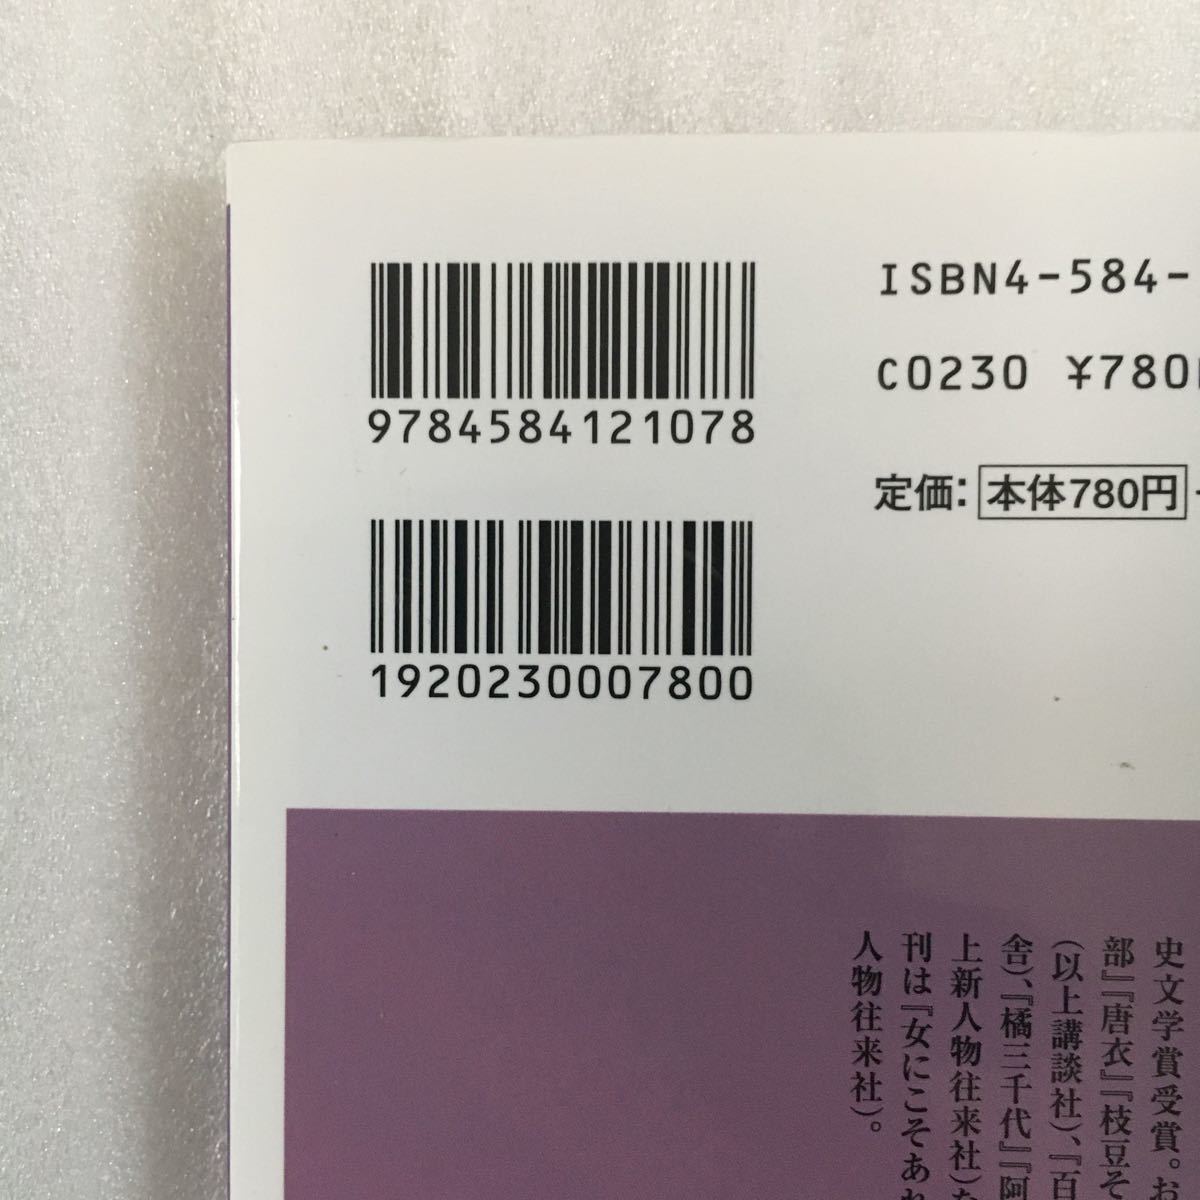 9784584121078
ISBN4-584-
C0230 ¥780
定価：本体780円
1920230007800
史文学賞受賞。お
部』『唐衣』『枝豆そ
（以上講談社）、『百
舎）、『橘三千代』『阿
上新人物往来社）な
刊は『女にこそあれ
人物往来社）。